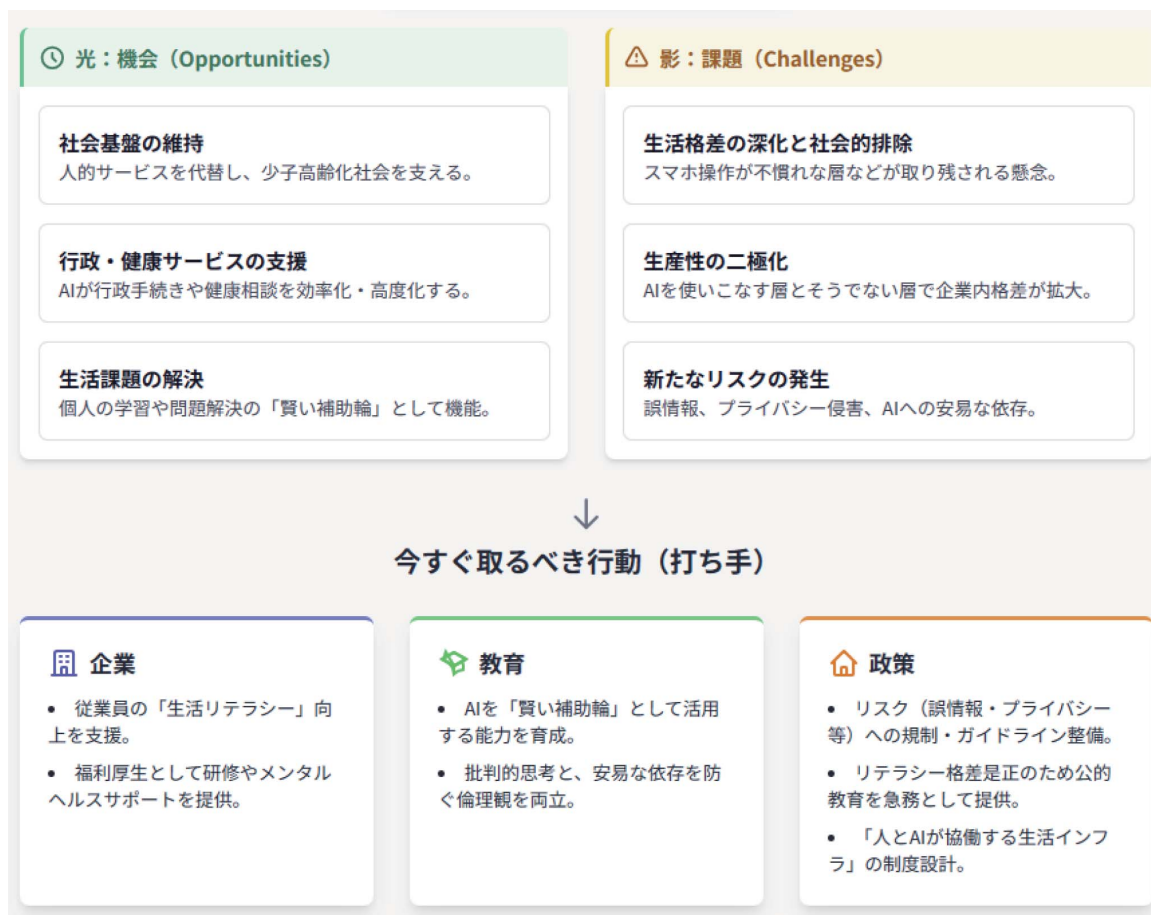 光：機会（Opportunities）
社会基盤の維持
人的サービスを代替し、少子高齢化社会を支える。
行政・健康サービスの支援
AIが行政手続きや健康相談を効率化・高度化する。
生活課題の解決
個人の学習や問題解決の「賢い補助輪」として機能。
影：課題（Challenges）
生活格差の深化と社会的排除
スマホ操作が不慣れな層などが取り残される懸念。
生産性の二極化
AIを使いこなす層とそうでない層で企業内格差が拡大。
新たなリスクの発生
誤情報、プライバシー侵害、AIへの安易な依存。
今すぐ取るべき行動（打ち手）
企業
• 従業員の「生活リテラシー」向
上を支援。
• 福利厚生として研修やメンタル
ヘルスサポートを提供。
教育
• AIを「賢い補助輪」として活用
する能力を育成。
• 批判的思考と、安易な依存を防
ぐ倫理観を両立。
政策
• リスク（誤情報・プライバシー
等）への規制・ガイドライン整備。
• リテラシー格差是正のため公的
教育を急務として提供。
• 「人とAIが協働する生活インフ
ラ」の制度設計。